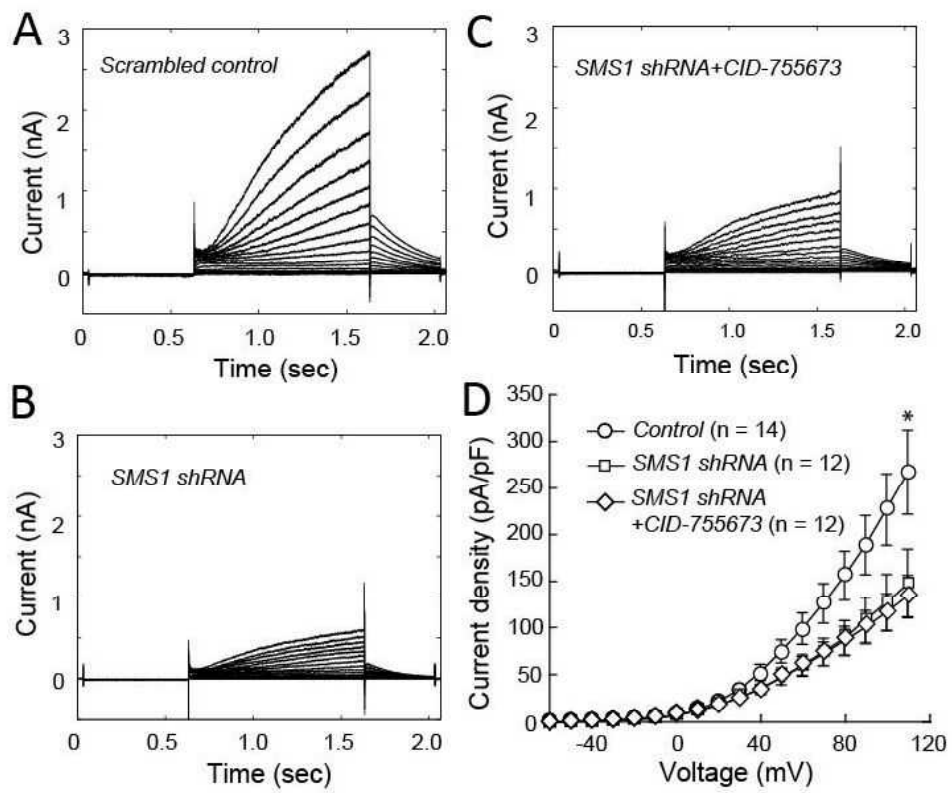 A
3
2
1
0
Current (nA)
Scrambled control
0
0.5
1.0
1.5
2.0
Time (sec)
C
3
2
1
0
Current (nA)
SMS1 shRNA+CID-755673
0
0.5
1.0
1.5
2.0
Time (sec)
B
3
2
1
0
Current (nA)
SMS1 shRNA
0
0.5
1.0
1.5
2.0
Time (sec)
D
350
300
250
200
150
100
50
0
Current density (pA/pF)
*
Control (n = 14)
SMS1 shRNA (n = 12)
SMS1 shRNA
+CID-755673 (n = 12)
-40
0
40
80
120
Voltage (mV)